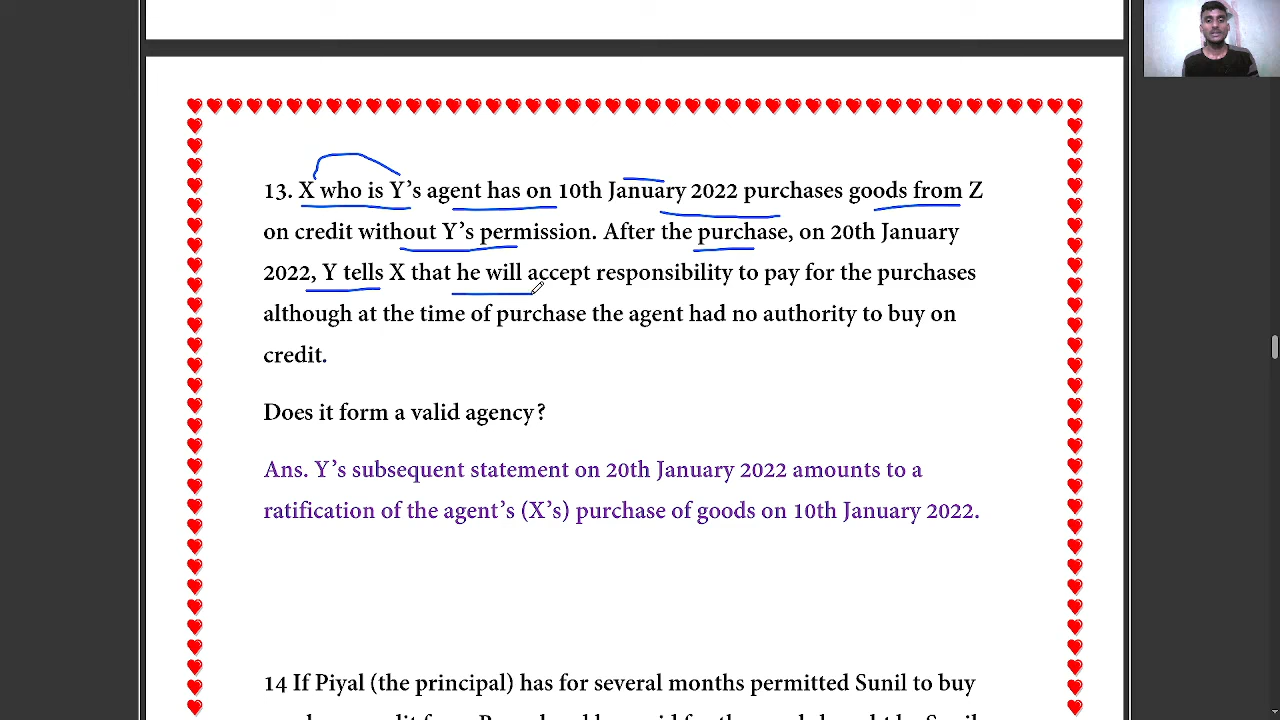 13. X who is Y’s agent has on 10th January 2022 purchases goods from Z
on credit without Y’s permission. After the purchase, on 20th January
2022, Y tells X that he will accept responsibility to pay for the purchases
although at the time of purchase the agent had no authority to buy on
credit.
Does it form a valid agency?
Ans. Y’s subsequent statement on 20th January 2022 amounts to a
ratification of the agent’s (X’s) purchase of goods on 10th January 2022.
14 If Piyal (the principal) has for several months permitted Sunil to buy